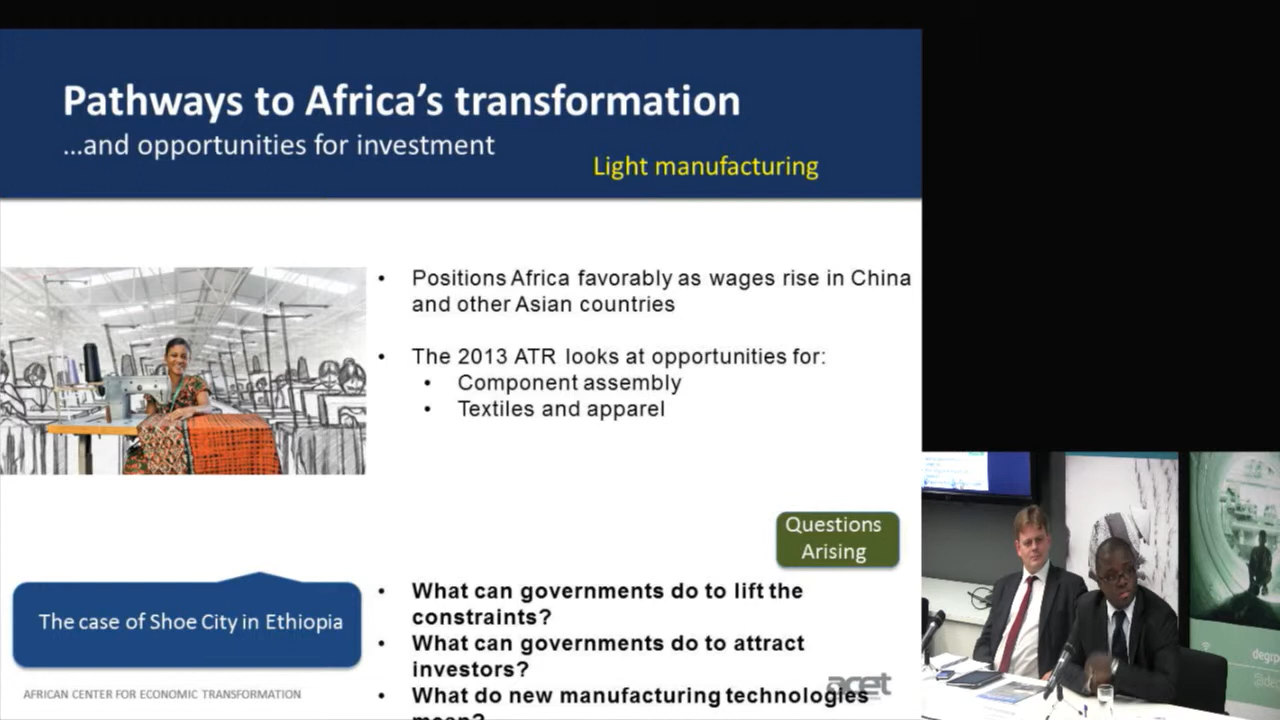 Pathways to Africa's transformation
...and opportunities for investment
Light manufacturing
• Positions Africa favorably as wages rise in China
and other Asian countries
• The 2013 ATR looks at opportunities for:
• Component assembly
• Textiles and apparel
Questions
Arising
The case of Shoe City in Ethiopia
• What can governments do to lift the
constraints?
• What can governments do to attract
investors?
• What do new manufacturing technologies
mean?
AFRICAN CENTER FOR ECONOMIC TRANSFORMATION
acet
degrp